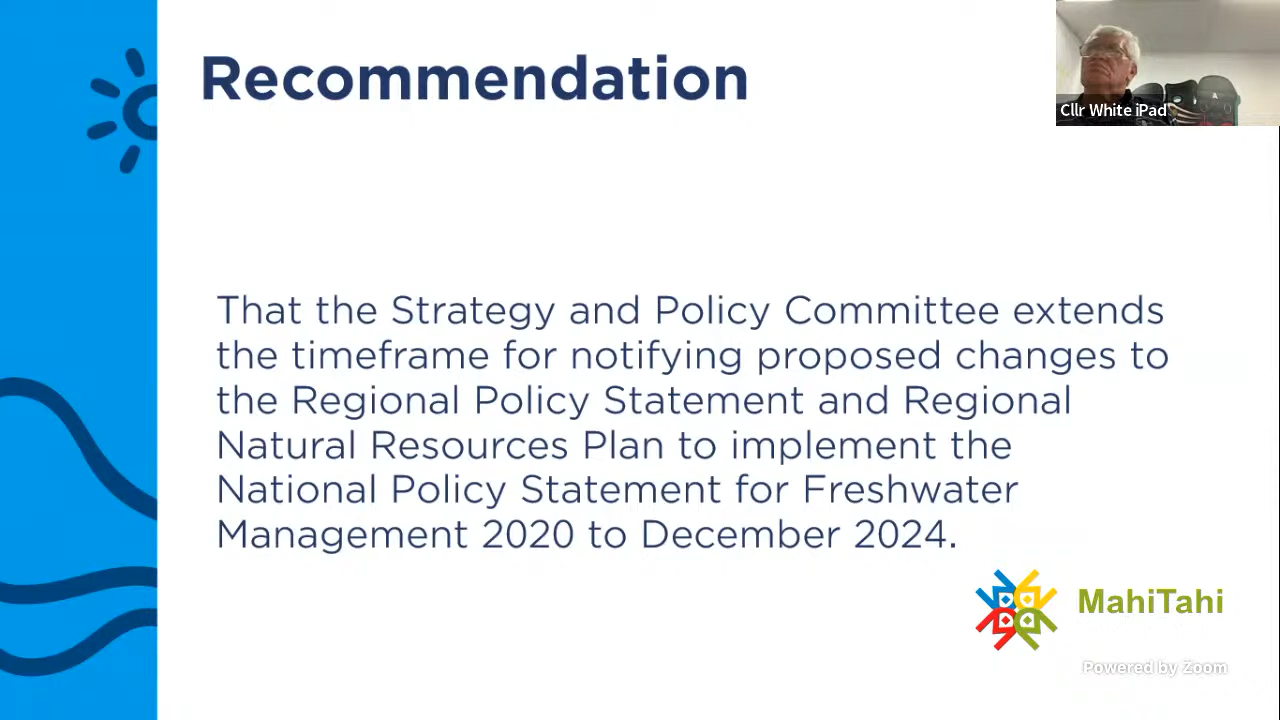 Recommendation
Cllr White iPad
That the Strategy and Policy Committee extends
the timeframe for notifying proposed changes to
the Regional Policy Statement and Regional
Natural Resources Plan to implement the
National Policy Statement for Freshwater
Management 2020 to December 2024.
MahiTahi
Powered by Zoom